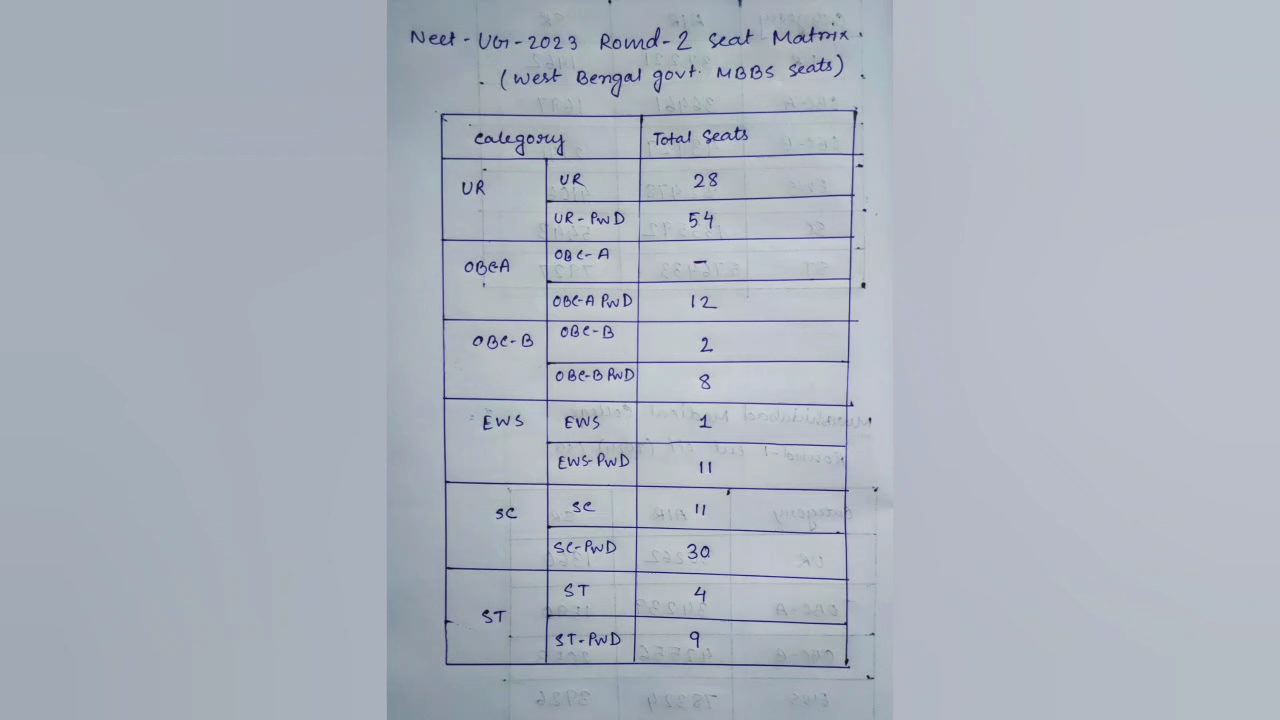 Neet-UG-2023 Round-2 Seat Matrix.
(West Bengal govt. MBBS Seats)
Category Total Seats
UR UR 28
UR-PWD 54
OBC-A OBC-A –
OBC-A PWD 12
OBC-B OBC-B 2
OBC-B PWD 8
EWS EWS 1
EWS-PWD 11
SC SC 11
SC-PWD 30
ST ST 4
ST-PWD 9